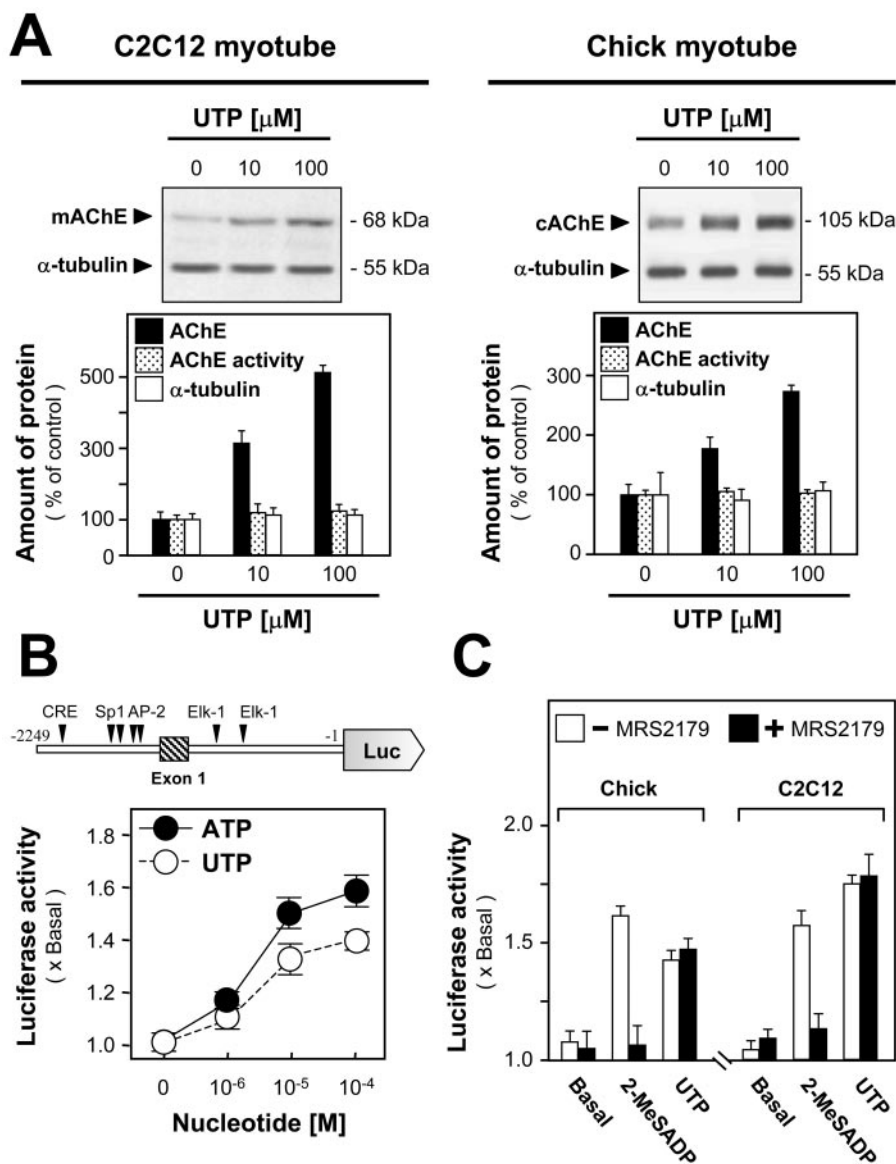 A
C2C12 myotube
UTP [μM]
0 10 100
mAChE
- 68 kDa
α-tubulin
- 55 kDa
AChE
AChE activity
α-tubulin
Amount of protein
( % of control )
500
300
100
0
0 10 100
UTP [μM]
Chick myotube
UTP [μM]
0 10 100
cAChE
- 105 kDa
α-tubulin
- 55 kDa
AChE
AChE activity
α-tubulin
Amount of protein
( % of control )
300
200
100
0
0 10 100
UTP [μM]
B
CRE Sp1 AP-2 Elk-1 Elk-1
-2249 -1
Luc
Exon 1
ATP
UTP
Luciferase activity
( x Basal )
1.8
1.6
1.4
1.2
1.0
0 10-6 10-5 10-4
Nucleotide [M]
C
– MRS2179 + MRS2179
Chick C2C12
Luciferase activity
( x Basal )
2.0
1.5
1.0
Basal 2-MeSADP UTP Basal 2-MeSADP UTP